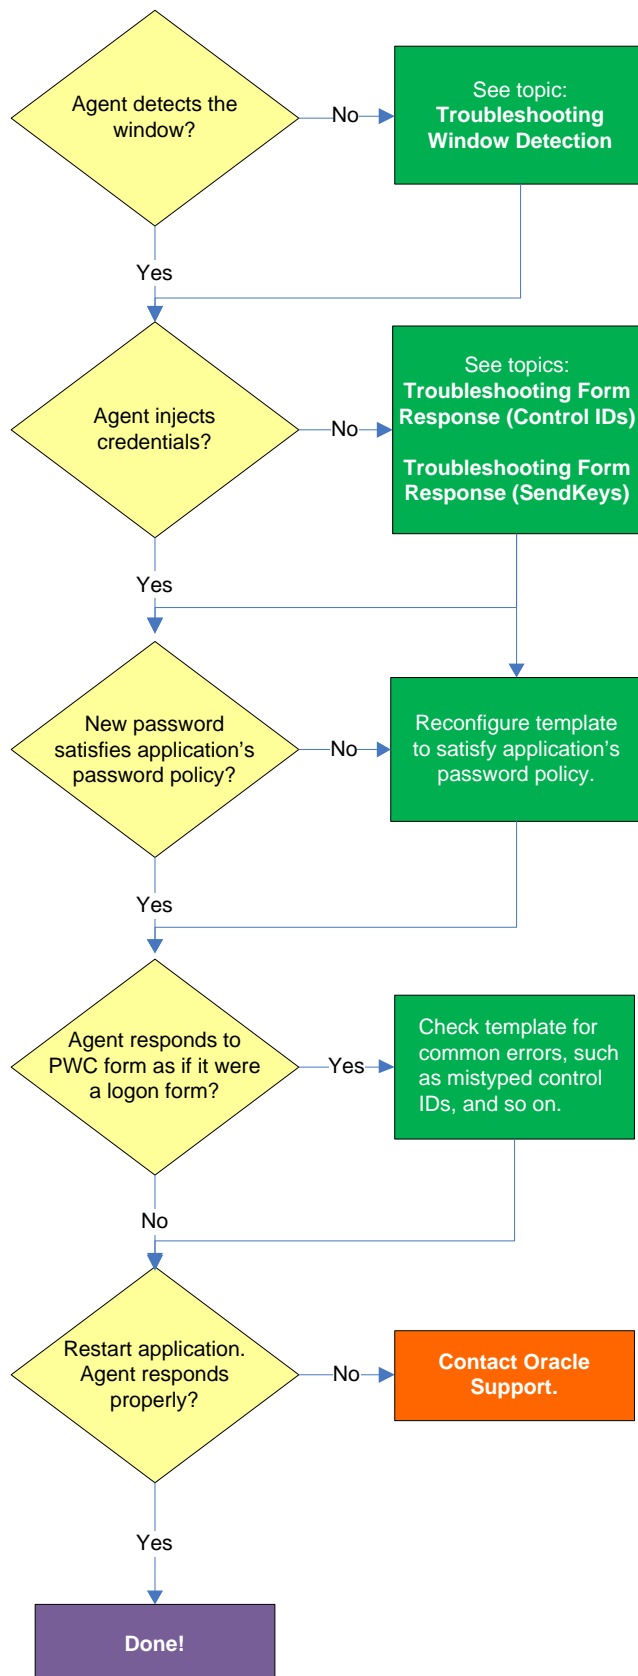 Agent detects the
window?
No
See topic:
Troubleshooting
Window Detection
Yes
Agent injects
credentials?
No
See topics:
Troubleshooting Form
Response (Control IDs)
Troubleshooting Form
Response (SendKeys)
Yes
New password
satisfies application's
password policy?
No
Reconfigure template
to satisfy application's
password policy.
Yes
Agent responds to
PWC form as if it were
a logon form?
Yes
Check template for
common errors, such
as mistyped control
IDs, and so on.
No
Restart application.
Agent responds
properly?
No
Contact Oracle
Support.
Yes
Done!